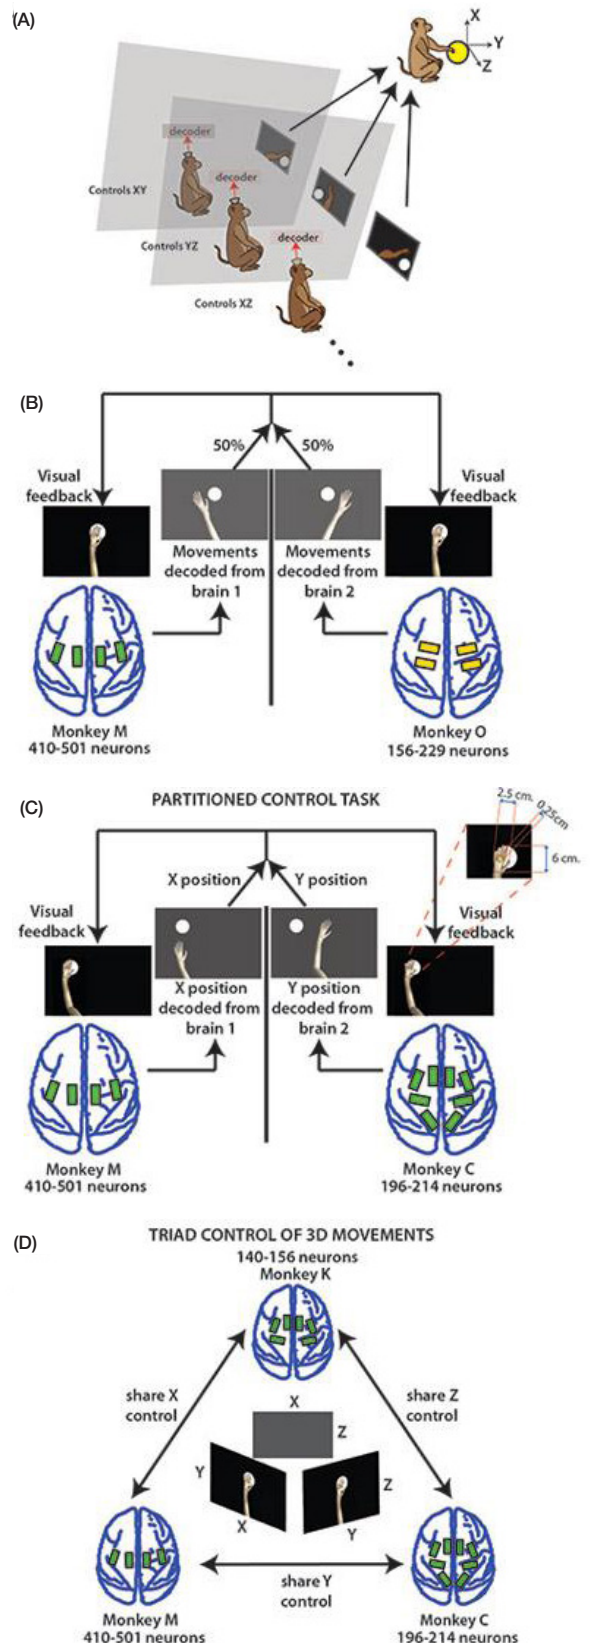 (A)
X
Y
Z
decoder
decoder
Controls XY
decoder
Controls YZ
Controls XZ
(B)
50%
50%
Visual
feedback
Visual
feedback
Movements
decoded from
brain 1
Movements
decoded from
brain 2
Monkey M
410-501 neurons
Monkey O
156-229 neurons
(C)
PARTITIONED CONTROL TASK
2.5 cm.
0.25cm
6 cm.
X position
Y position
Visual
feedback
Visual
feedback
X position
decoded from
brain 1
Y position
decoded from
brain 2
Monkey M
410-501 neurons
Monkey C
196-214 neurons
(D)
TRIAD CONTROL OF 3D MOVEMENTS
140-156 neurons
Monkey K
share X
control
share Z
control
X
Z
Y
X
Z
Y
share Y
control
Monkey M
410-501 neurons
Monkey C
196-214 neurons